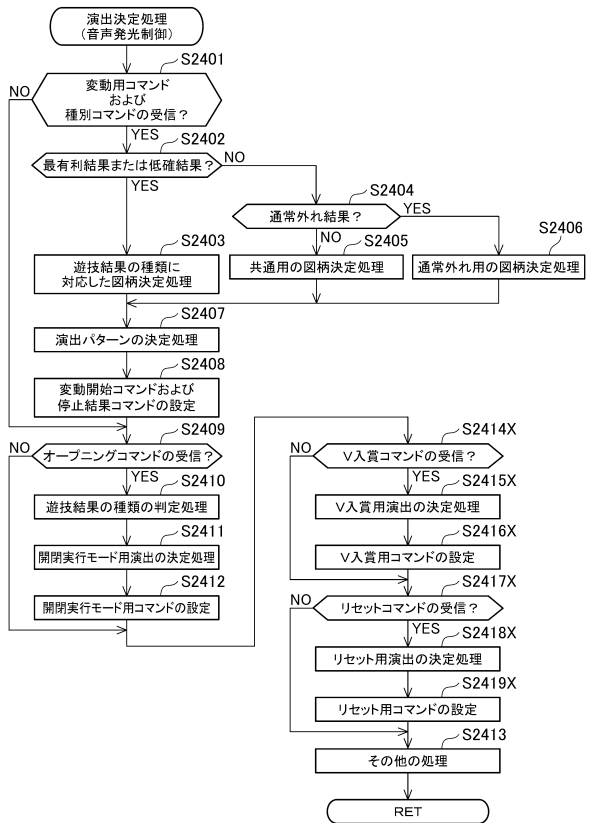 演出決定処理
（音声発光制御）
S2401
変動用コマンド
および
種別コマンドの受信？
NO
YES
S2402
最有利結果または低確結果？
NO
YES
S2404
通常外れ結果？
YES
NO
S2403
遊技結果の種類に
対応した図柄決定処理
S2405
共通用の図柄決定処理
S2406
通常外れ用の図柄決定処理
S2407
演出パターンの決定処理
S2408
変動開始コマンドおよび
停止結果コマンドの設定
S2409
オープニングコマンドの受信？
NO
YES
S2410
遊技結果の種類の判定処理
S2411
開閉実行モード用演出の決定処理
S2412
開閉実行モード用コマンドの設定
S2414X
V入賞コマンドの受信？
NO
YES
S2415X
V入賞用演出の決定処理
S2416X
V入賞用コマンドの設定
S2417X
リセットコマンドの受信？
NO
YES
S2418X
リセット用演出の決定処理
S2419X
リセット用コマンドの設定
S2413
その他の処理
RET